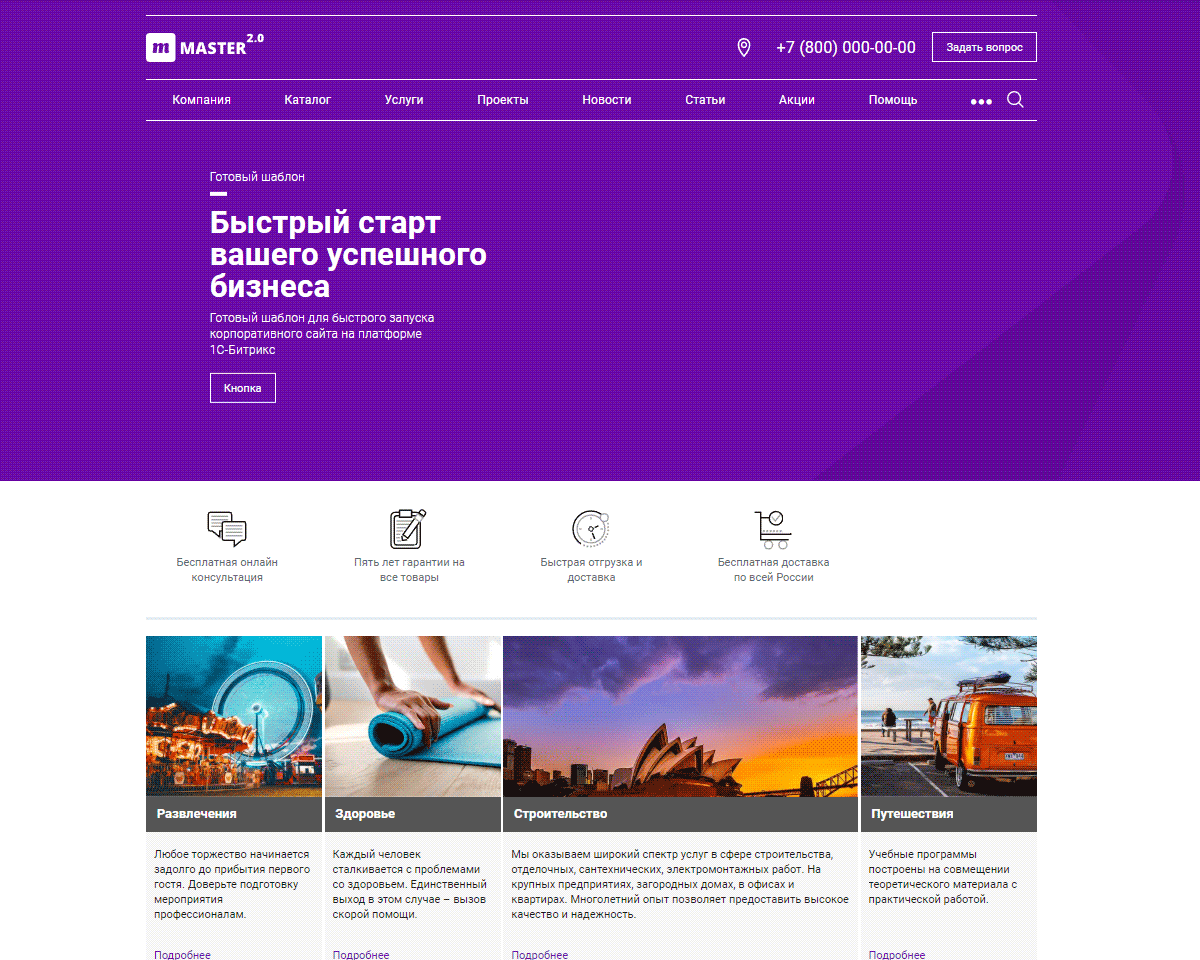 m MASTER 2.0
+7 (800) 000-00-00
Задать вопрос
Компания Каталог Услуги Проекты Новости Статьи Акции Помощь
Готовый шаблон
Быстрый старт
вашего успешного
бизнеса
Готовый шаблон для быстрого запуска
корпоративного сайта на платформе
1С-Битрикс
Кнопка
Бесплатная онлайн
консультация
Пять лет гарантии на
все товары
Быстрая отгрузка и
доставка
Бесплатная доставка
по всей России
Развлечения
Любое торжество начинается
задолго до прибытия первого
гостя. Доверьте подготовку
мероприятия
профессионалам.
Подробнее
Здоровье
Каждый человек
сталкивается с проблемами
со здоровьем. Единственный
выход в этом случае – вызов
скорой помощи.
Подробнее
Строительство
Мы оказываем широкий спектр услуг в сфере строительства,
отделочных, сантехнических, электромонтажных работ. На
крупных предприятиях, загородных домах, в офисах и
квартирах. Многолетний опыт позволяет предоставить высокое
качество и надежность.
Подробнее
Путешествия
Учебные программы
построены на совмещении
теоретического материала с
практической работой.
Подробнее